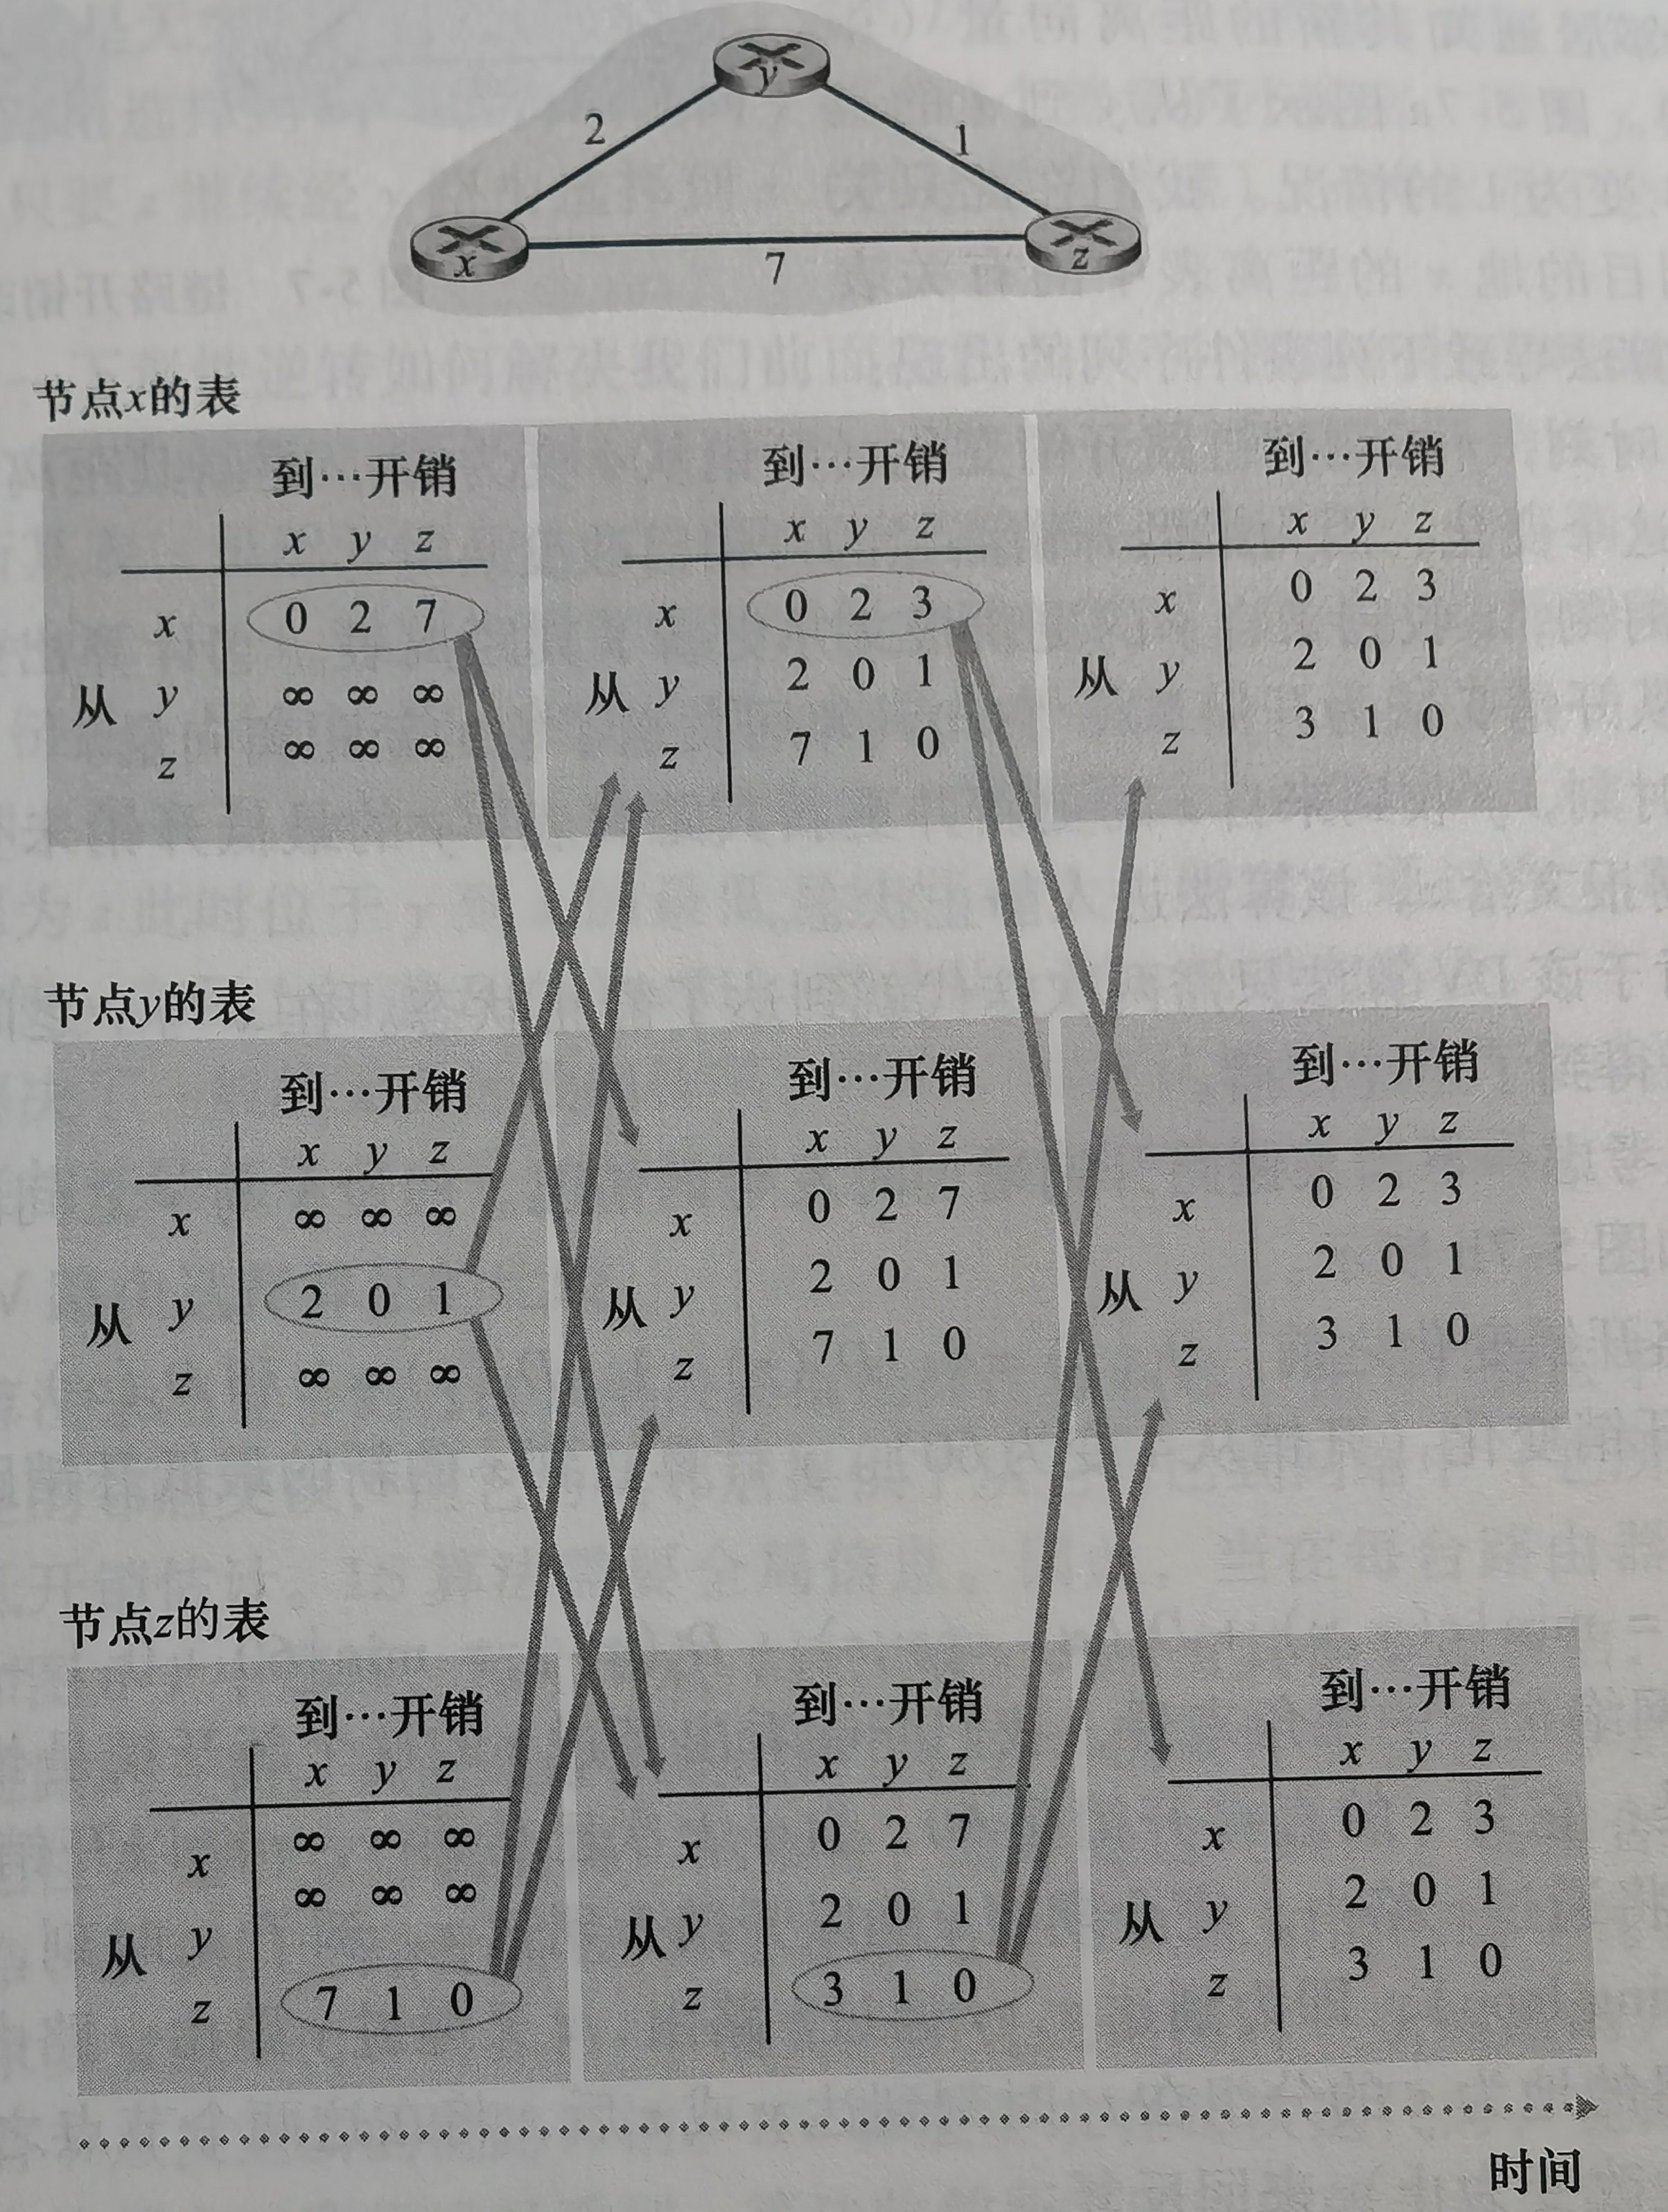 y
2
1
x
7
z
节点x的表
到…开销 到…开销 到…开销
x y z x y z x y z
x 0 2 7 x 0 2 3 x 0 2 3
从 y ∞ ∞ ∞ 从 y 2 0 1 从 y 2 0 1
z ∞ ∞ ∞ z 7 1 0 z 3 1 0
节点y的表
到…开销 到…开销 到…开销
x y z x y z x y z
x ∞ ∞ ∞ x 0 2 7 x 0 2 3
从 y 2 0 1 从 y 2 0 1 从 y 2 0 1
z ∞ ∞ ∞ z 7 1 0 z 3 1 0
节点z的表
到…开销 到…开销 到…开销
x y z x y z x y z
x ∞ ∞ ∞ x 0 2 7 x 0 2 3
从 y ∞ ∞ ∞ 从 y 2 0 1 从 y 2 0 1
z 7 1 0 z 3 1 0 z 3 1 0
时间